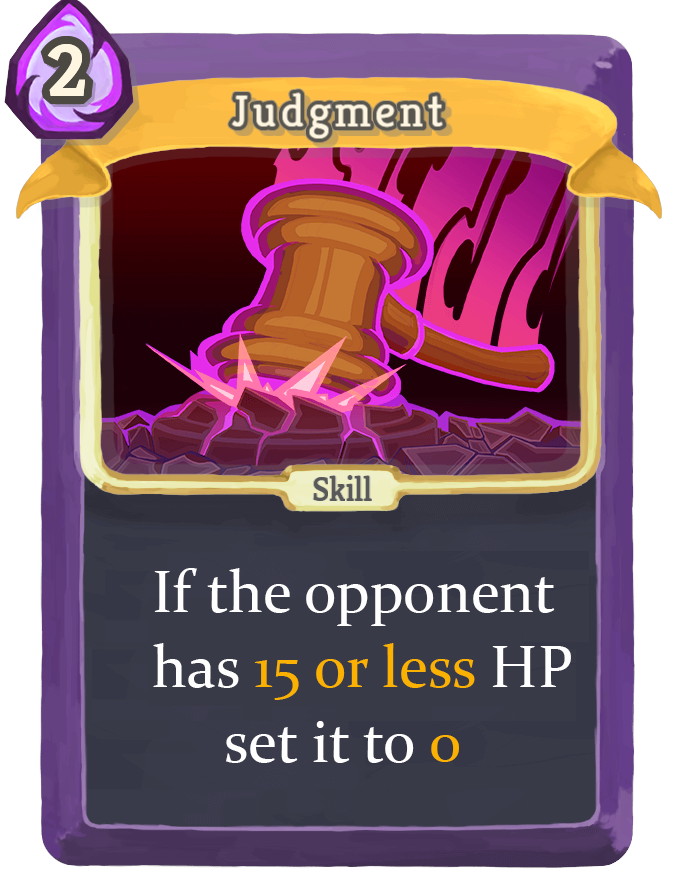 2
Judgment
Skill
If the opponent
has 15 or less HP
set it to 0